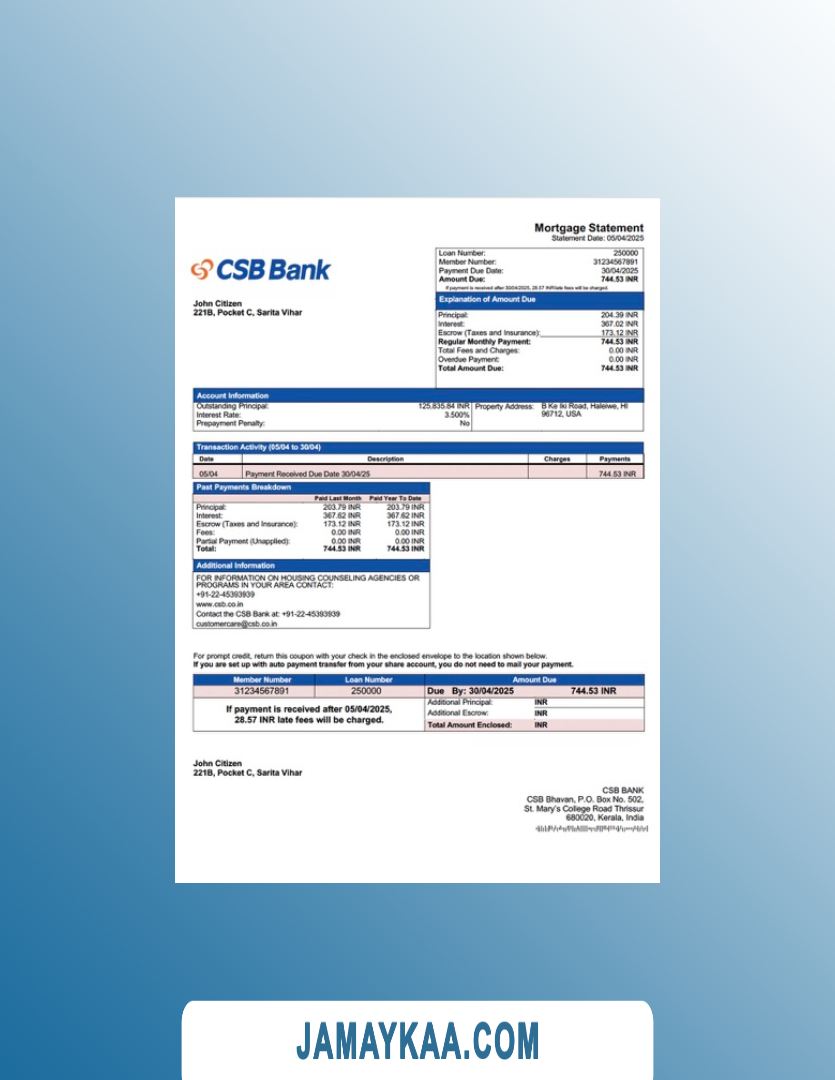 Mortgage Statement
Statement Date: 05/04/2025
CSB Bank
Loan Number: 250000
Member Number: 31234567891
Payment Due Date: 30/04/2025
Amount Due: 744.53 INR
If payment is received after 30/04/2025, 28.57 INR late fees will be charged.
John Citizen
221B, Pocket C, Sarita Vihar
Explanation of Amount Due
Principal: 204.39 INR
Interest: 367.02 INR
Escrow (Taxes and Insurance): 173.12 INR
Regular Monthly Payment: 744.53 INR
Total Fees and Charges: 0.00 INR
Overdue Payment: 0.00 INR
Total Amount Due: 744.53 INR
Account Information
Outstanding Principal: 125,835.84 INR Property Address: B Ke Iki Road, Haleiwe, HI
Interest Rate: 3.500% 96712, USA
Prepayment Penalty: No
Transaction Activity (05/04 to 30/04)
Date Description Charges Payments
05/04 Payment Received Due Date 30/04/25 744.53 INR
Past Payments Breakdown
Paid Last Month Paid Year To Date
Principal: 203.79 INR 203.79 INR
Interest: 367.62 INR 367.62 INR
Escrow (Taxes and Insurance): 173.12 INR 173.12 INR
Fees: 0.00 INR 0.00 INR
Partial Payment (Unapplied): 0.00 INR 0.00 INR
Total: 744.53 INR 744.53 INR
Additional Information
FOR INFORMATION ON HOUSING COUNSELING AGENCIES OR
PROGRAMS IN YOUR AREA CONTACT:
+91-22-45393939
www.csb.co.in
Contact the CSB Bank at: +91-22-45393939
customercare@csb.co.in
For prompt credit, return this coupon with your check in the enclosed envelope to the location shown below.
If you are set up with auto payment transfer from your share account, you do not need to mail your payment.
Member Number Loan Number Amount Due
31234567891 250000 Due By: 30/04/2025 744.53 INR
If payment is received after 05/04/2025,
28.57 INR late fees will be charged.
Additional Principal: INR
Additional Escrow: INR
Total Amount Enclosed: INR
John Citizen
221B, Pocket C, Sarita Vihar
CSB BANK
CSB Bhavan, P.O. Box No. 502,
St. Mary's College Road Thrissur
680020, Kerala, India
JAMAYKAA.COM